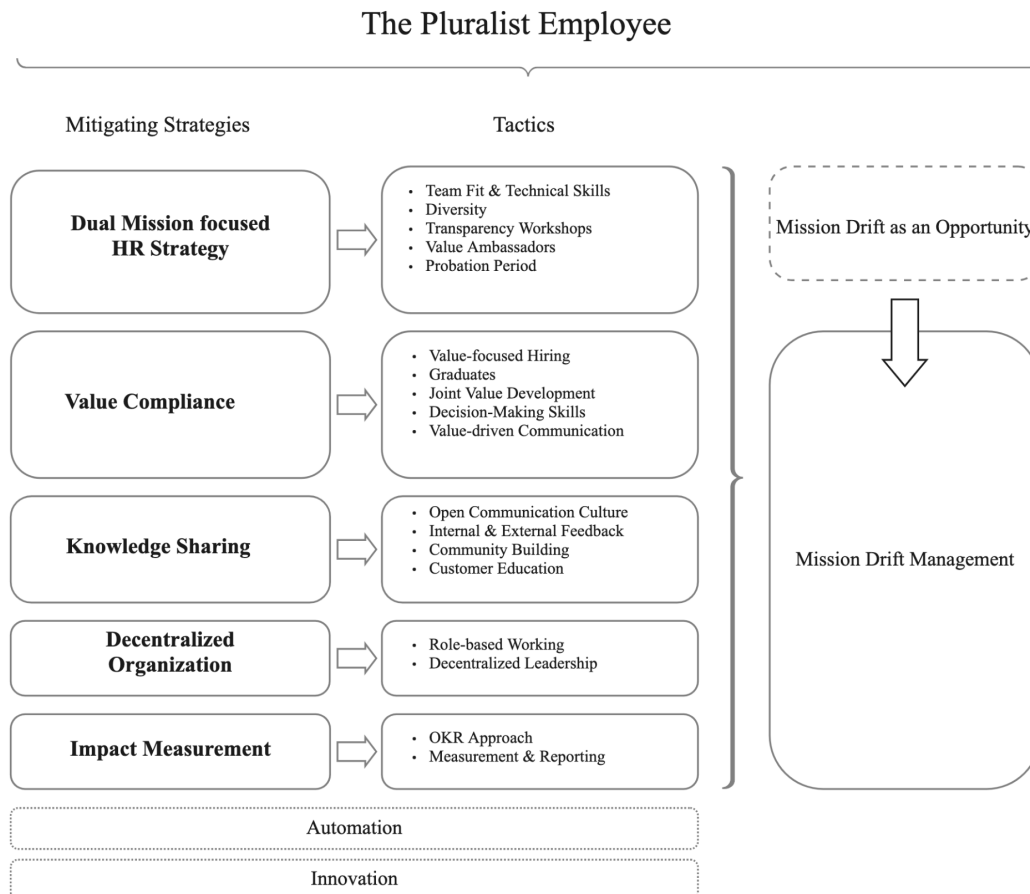 The Pluralist Employee
Mitigating Strategies
Tactics
Dual Mission focused
HR Strategy
• Team Fit & Technical Skills
• Diversity
• Transparency Workshops
• Value Ambassadors
• Probation Period
Value Compliance
• Value-focused Hiring
• Graduates
• Joint Value Development
• Decision-Making Skills
• Value-driven Communication
Knowledge Sharing
• Open Communication Culture
• Internal & External Feedback
• Community Building
• Customer Education
Decentralized
Organization
• Role-based Working
• Decentralized Leadership
Impact Measurement
• OKR Approach
• Measurement & Reporting
Automation
Innovation
Mission Drift as an Opportunity
Mission Drift Management